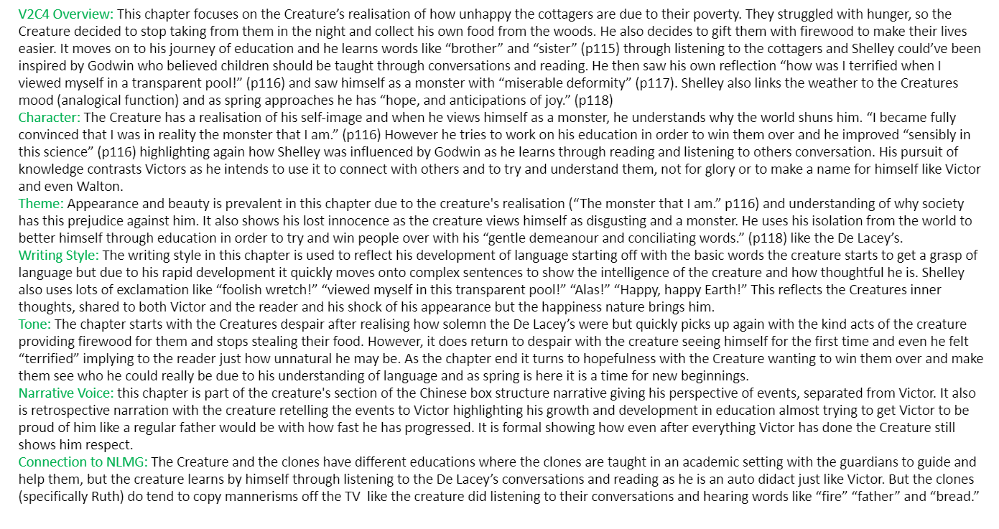 V2C4 Overview: This chapter focuses on the Creature’s realisation of how unhappy the cottagers are due to their poverty. They struggled with hunger, so the
Creature decided to stop taking from them in the night and collect his own food from the woods. He also decides to gift them with firewood to make their lives
easier. It moves on to his journey of education and he learns words like “brother” and “sister” (p115) through listening to the cottagers and Shelley could’ve been
inspired by Godwin who believed children should be taught through conversations and reading. He then saw his own reflection “how was I terrified when I
viewed myself in a transparent pool!” (p116) and saw himself as a monster with “miserable deformity” (p117). Shelley also links the weather to the Creatures
mood (analogical function) and as spring approaches he has “hope, and anticipations of joy.” (p118)
Character: The Creature has a realisation of his self-image and when he views himself as a monster, he understands why the world shuns him. “I became fully
convinced that I was in reality the monster that I am.” (p116) However he tries to work on his education in order to win them over and he improved “sensibly in
this science” (p116) highlighting again how Shelley was influenced by Godwin as he learns through reading and listening to others conversation. His pursuit of
knowledge contrasts Victors as he intends to use it to connect with others and to try and understand them, not for glory or to make a name for himself like Victor
and even Walton.
Theme: Appearance and beauty is prevalent in this chapter due to the creature's realisation (“The monster that I am.” p116) and understanding of why society
has this prejudice against him. It also shows his lost innocence as the creature views himself as disgusting and a monster. He uses his isolation from the world to
better himself through education in order to try and win people over with his “gentle demeanour and conciliating words.” (p118) like the De Lacey’s.
Writing Style: The writing style in this chapter is used to reflect his development of language starting off with the basic words the creature starts to get a grasp of
language but due to his rapid development it quickly moves onto complex sentences to show the intelligence of the creature and how thoughtful he is. Shelley
also uses lots of exclamation like “foolish wretch!” “viewed myself in this transparent pool!” “Alas!” “Happy, happy Earth!” This reflects the Creatures inner
thoughts, shared to both Victor and the reader and his shock of his appearance but the happiness nature brings him.
Tone: The chapter starts with the Creatures despair after realising how solemn the De Lacey’s were but quickly picks up again with the kind acts of the creature
providing firewood for them and stops stealing their food. However, it does return to despair with the creature seeing himself for the first time and even he felt
“terrified” implying to the reader just how unnatural he may be. As the chapter end it turns to hopefulness with the Creature wanting to win them over and make
them see who he could really be due to his understanding of language and as spring is here it is a time for new beginnings.
Narrative Voice: this chapter is part of the creature's section of the Chinese box structure narrative giving his perspective of events, separated from Victor. It also
is retrospective narration with the creature retelling the events to Victor highlighting his growth and development in education almost trying to get Victor to be
proud of him like a regular father would be with how fast he has progressed. It is formal showing how even after everything Victor has done the Creature still
shows him respect.
Connection to NLMG: The Creature and the clones have different educations where the clones are taught in an academic setting with the guardians to guide and
help them, but the creature learns by himself through listening to the De Lacey’s conversations and reading as he is an auto didact just like Victor. But the clones
(specifically Ruth) do tend to copy mannerisms off the TV  like the creature did listening to their conversations and hearing words like “fire” “father” and “bread.”